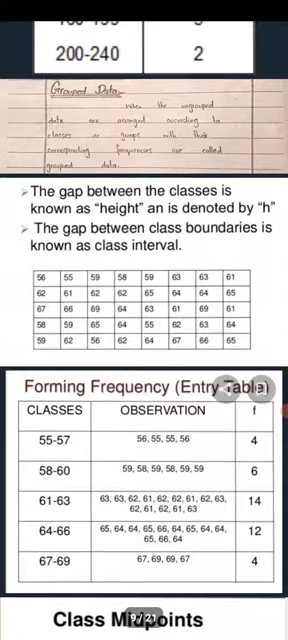 200-240 2
Grouped Data:
When the ungrouped
data are arranged according to
classes or groups with their
corresponding frequencies are called
grouped data.
➢The gap between the classes is
known as "height" an is denoted by "h"
➢ The gap between class boundaries is
known as class interval.
56 55 59 58 59 63 63 61
62 61 62 62 65 64 64 65
67 66 69 64 63 61 69 61
58 59 65 64 55 62 63 64
59 62 56 62 64 67 66 65
Forming Frequency (Entry Table)
CLASSES OBSERVATION f
55-57 56, 55, 55, 56 4
58-60 59, 58, 59, 58, 59, 59 6
61-63 63, 63, 62, 61, 62, 62, 61, 62, 63,
62, 61, 62, 61, 63 14
64-66 65, 64, 64, 65, 66, 64, 65, 64, 64,
65, 66, 64 12
67-69 67, 69, 69, 67 4
9 / 21
Class Midpoints